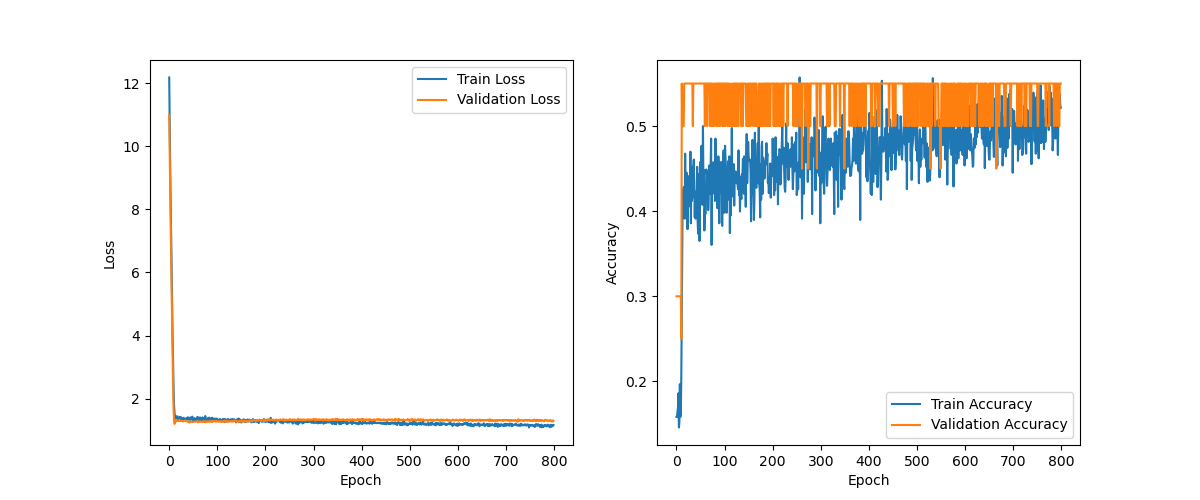 12
10
8
6
4
2
0 100 200 300 400 500 600 700 800
Loss
Epoch
Train Loss
Validation Loss
0.5
0.4
0.3
0.2
0 100 200 300 400 500 600 700 800
Accuracy
Epoch
Train Accuracy
Validation Accuracy